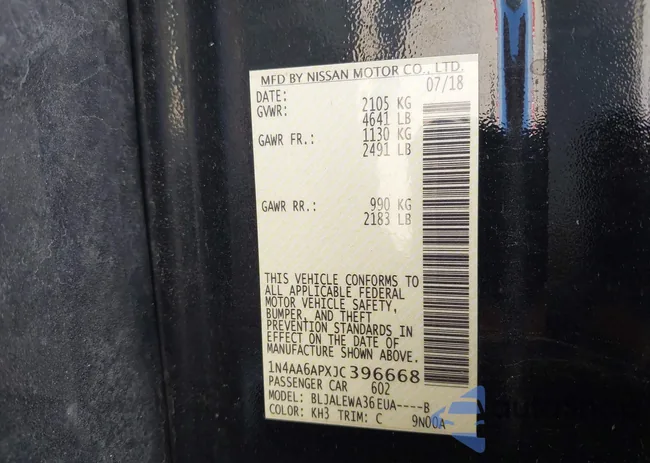 MFD BY NISSAN MOTOR CO., LTD.
DATE: 07/18
GVWR: 2105 KG
4641 LB
GAWR FR.: 1130 KG
2491 LB
GAWR RR.: 990 KG
2183 LB
THIS VEHICLE CONFORMS TO
ALL APPLICABLE FEDERAL
MOTOR VEHICLE SAFETY,
BUMPER, AND THEFT
PREVENTION STANDARDS IN
EFFECT ON THE DATE OF
MANUFACTURE SHOWN ABOVE.
1N4AA6APXJC396668
PASSENGER CAR 602
MODEL: BLJALEWA36EUA----B
COLOR: KH3 TRIM: C 9N00A